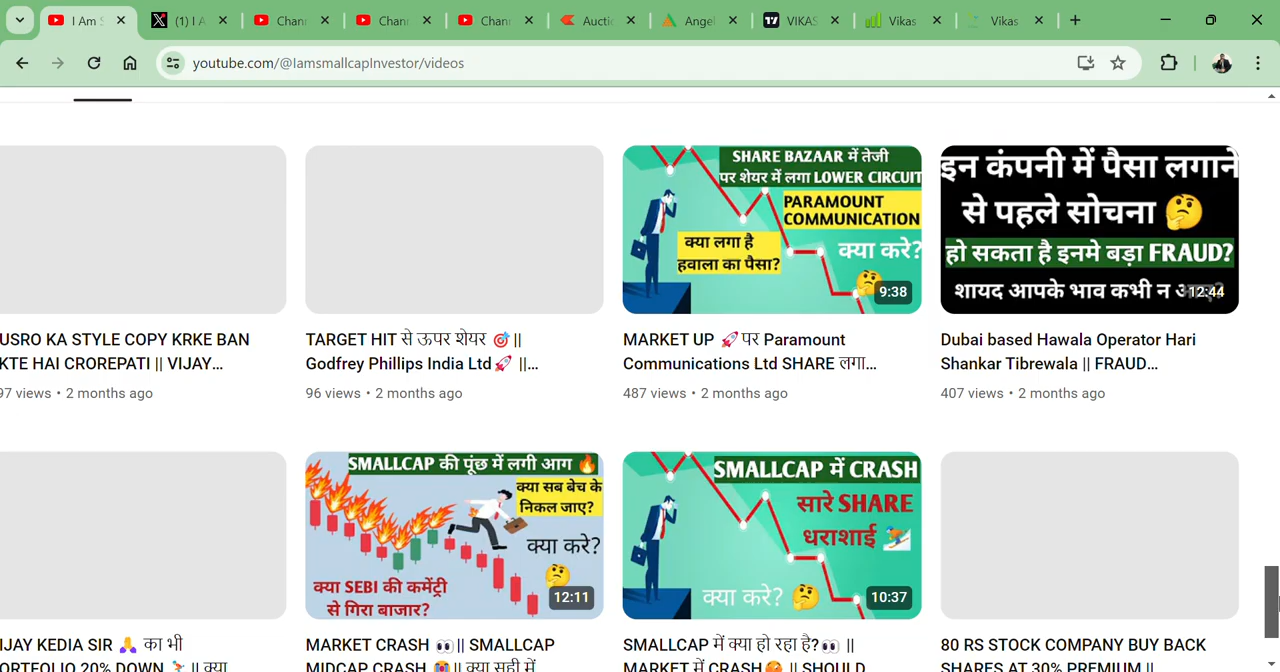 I Am S
(1) I A
Chann
Chann
Chann
Auctio
Angel
VIKAS
Vikas
Vikas
youtube.com/@IamsmallcapInvestor/videos
SHARE BAZAAR में तेजी
पर शेयर में लगा LOWER CIRCUIT
PARAMOUNT
COMMUNICATION
क्या लगा है
हवाला का पैसा?
क्या करे?
9:38
इन कंपनी में पैसा लगाने
से पहले सोचना 🤔
हो सकता है इनमे बड़ा FRAUD?
शायद आपके भाव कभी न
12:44
USRO KA STYLE COPY KRKE BAN
KTE HAI CROREPATI || VIJAY...
97 views • 2 months ago
TARGET HIT से ऊपर शेयर 🎯 ||
Godfrey Phillips India Ltd🚀 ||...
96 views • 2 months ago
MARKET UP 🚀पर Paramount
Communications Ltd SHARE लगा...
487 views • 2 months ago
Dubai based Hawala Operator Hari
Shankar Tibrewala || FRAUD...
407 views • 2 months ago
SMALLCAP की पूंछ में लगी आग 🔥
क्या सब बेच के
निकल जाए?
क्या करे?
क्या SEBI की कमेंट्री
से गिरा बाजार?
12:11
SMALLCAP में CRASH
सारे SHARE
धराशाई ⛷️
क्या करे? 🤔
10:37
IJAY KEDIA SIR 🙏 का भी
ORTFOLIO 20% DOWN ⛷️ || क्या
MARKET CRASH 👀|| SMALLCAP
MIDCAP CRASH 😭|| क्या सही में
SMALLCAP में क्या हो रहा है?👀 ||
MARKET में CRASH🥵 || SHOULD
80 RS STOCK COMPANY BUY BACK
SHARES AT 30% PREMIUM ||